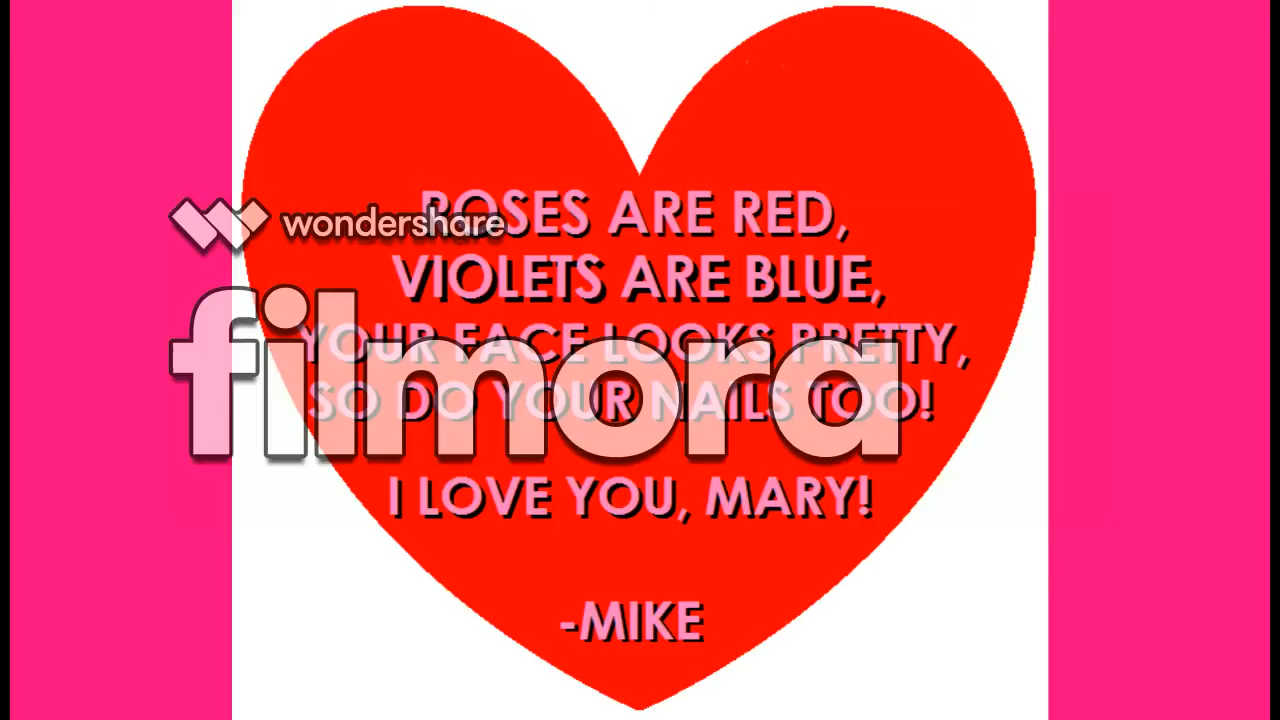 ROSES ARE RED,
wondershare
VIOLETS ARE BLUE,
filmora
YOUR FACE LOOKS PRETTY,
SO DO YOUR NAILS TOO!
I LOVE YOU, MARY!
-MIKE